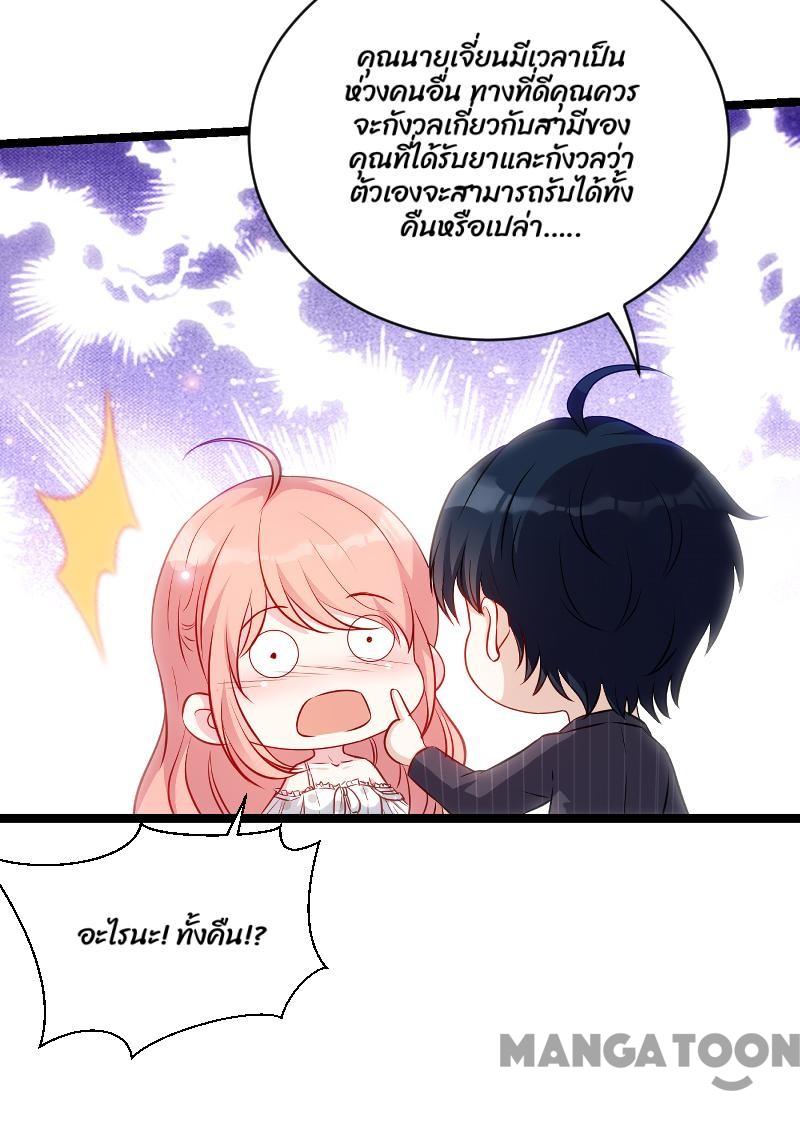 คุณนายเจี่ยนมีเวลาเป็น
ห่วงคนอื่น ทางที่ดีคุณควร
จะกังวลเกี่ยวกับสามีของ
คุณที่ได้รับยาและกังวลว่า
ตัวเองจะสามารถรับได้ทั้ง
คืนหรือเปล่า.....
อะไรนะ! ทั้งคืน!?
MANGATOON